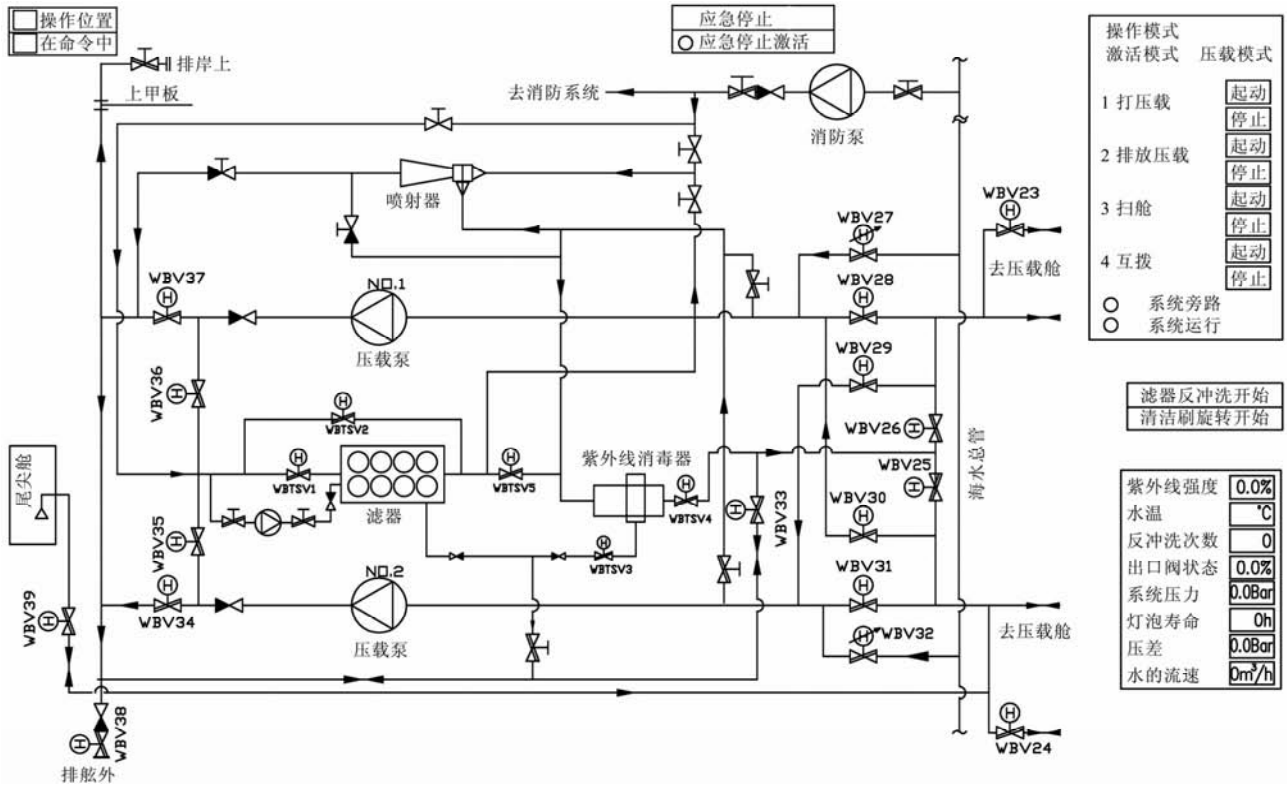 操作位置
在命令中
应急停止
应急停止激活
排岸上
上甲板
去消防系统
消防泵
喷射器
操作模式
激活模式 压载模式
1 打压载
起动
停止
2 排放压载
起动
停止
3 扫舱
起动
停止
4 互拨
起动
停止
系统旁路
系统运行
WBV23
去压载舱
WBV27
WBV28
WBV37
NO.1
压载泵
WBV29
WBV36
WBTSV2
WBV26
WBV25
海水总管
滤器反冲洗开始
清洁刷旋转开始
尾尖舱
WBTSV1
滤器
WBTSV5
紫外线消毒器
WBTSV4
WBV33
WBV30
WBV35
WBTSV3
NO.2
WBV31
WBV34
压载泵
WBV32
去压载舱
WBV39
WBV38
排舷外
WBV24
紫外线强度 0.0%
水温 °C
反冲洗次数 0
出口阀状态 0.0%
系统压力 0.0Bar
灯泡寿命 0h
压差 0.0Bar
水的流速 0m³/h